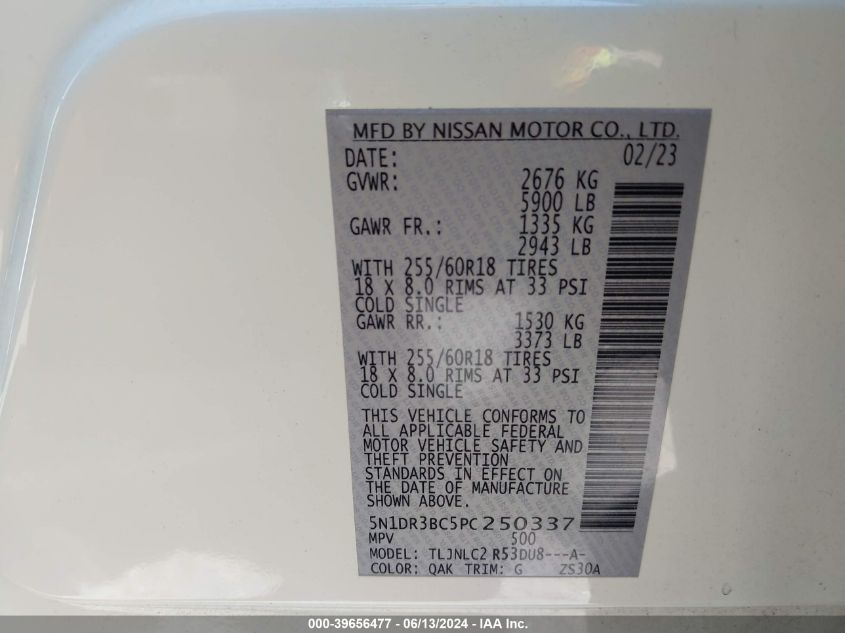 MFD BY NISSAN MOTOR CO., LTD.
DATE: 02/23
GVWR: 2676 KG
5900 LB
GAWR FR.: 1335 KG
2943 LB
WITH 255/60R18 TIRES
18 X 8.0 RIMS AT 33 PSI
COLD SINGLE
GAWR RR.: 1530 KG
3373 LB
WITH 255/60R18 TIRES
18 X 8.0 RIMS AT 33 PSI
COLD SINGLE
THIS VEHICLE CONFORMS TO
ALL APPLICABLE FEDERAL
MOTOR VEHICLE SAFETY AND
THEFT PREVENTION
STANDARDS IN EFFECT ON
THE DATE OF MANUFACTURE
SHOWN ABOVE.
5N1DR3BC5PC250337
MPV 500
MODEL: TLJNLC2 R53DU8---A-
COLOR: QAK TRIM: G ZS30A
000-39656477 - 06/13/2024 - IAA Inc.